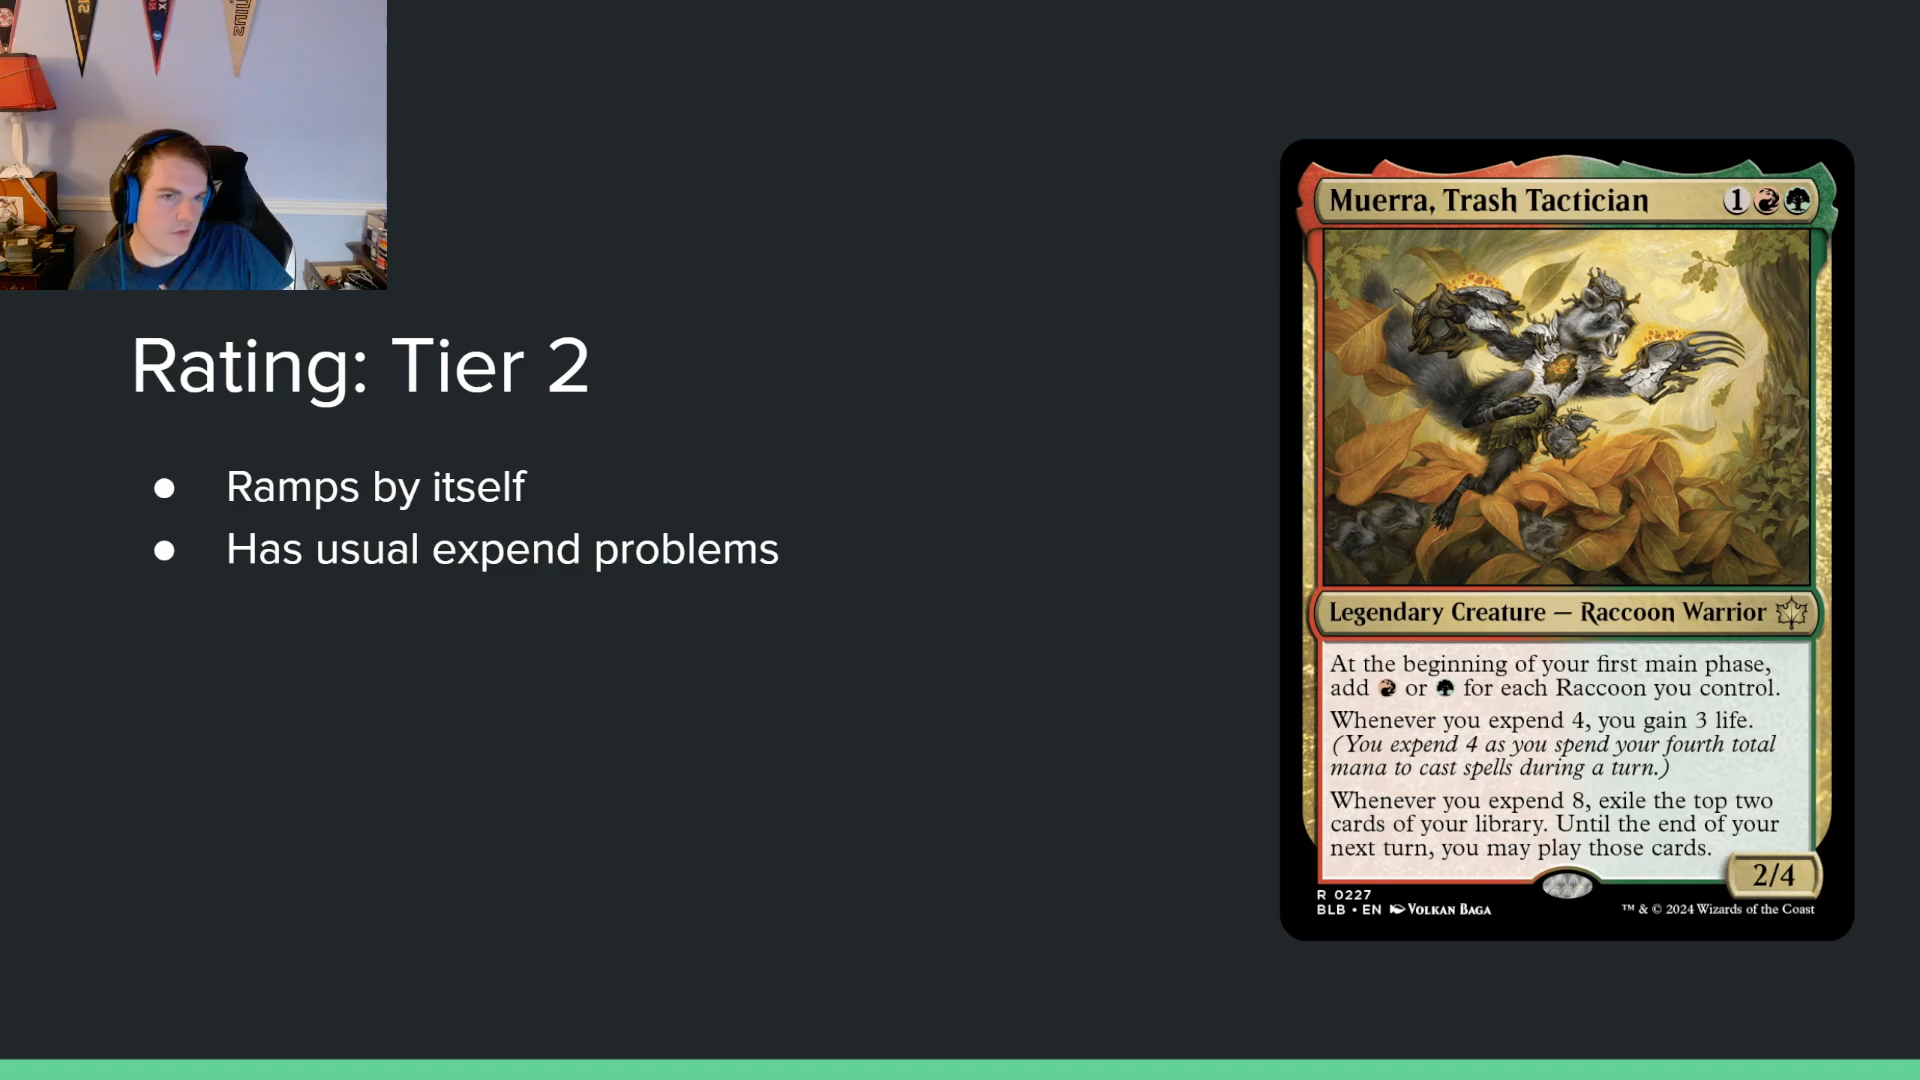 Rating: Tier 2
● Ramps by itself
● Has usual expend problems
Muerra, Trash Tactician 1
Legendary Creature — Raccoon Warrior
At the beginning of your first main phase,
add or for each Raccoon you control.
Whenever you expend 4, you gain 3 life.
(You expend 4 as you spend your fourth total
mana to cast spells during a turn.)
Whenever you expend 8, exile the top two
cards of your library. Until the end of your
next turn, you may play those cards.
2/4
R 0227
BLB • EN VOLKAN BAGA
™ & © 2024 Wizards of the Coast